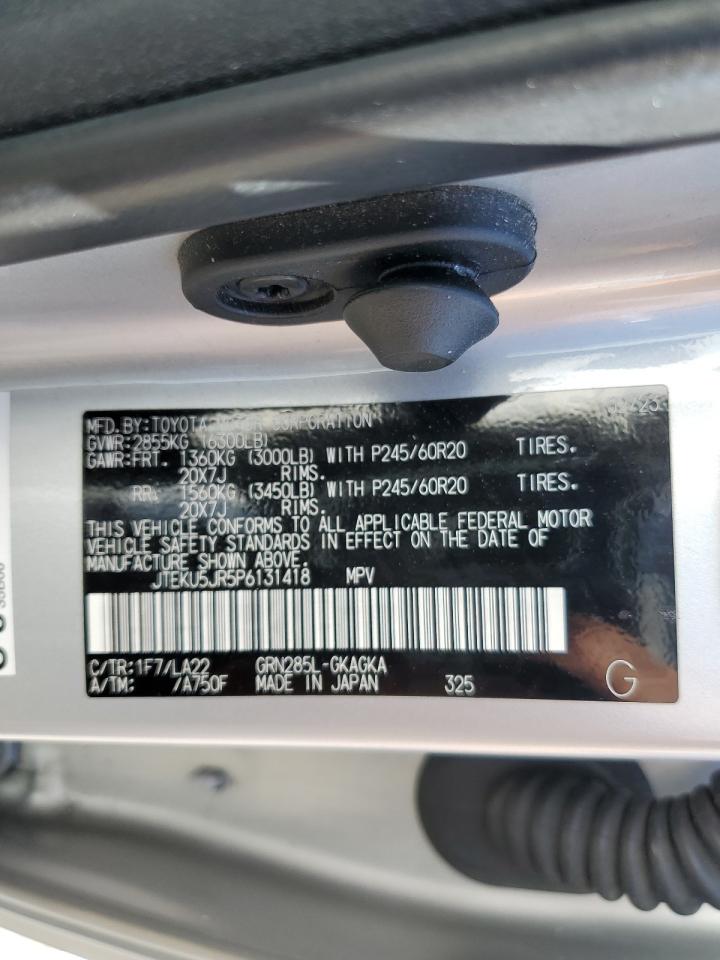 MFD.BY:TOYOTA MOTOR CORPORATION
GVWR:2855KG (6300LB)
GAWR:FRT. 1360KG (3000LB) WITH P245/60R20 TIRES.
20X7J RIMS.
RR. 1560KG (3450LB) WITH P245/60R20 TIRES.
20X7J RIMS.
THIS VEHICLE CONFORMS TO ALL APPLICABLE FEDERAL MOTOR
VEHICLE SAFETY STANDARDS IN EFFECT ON THE DATE OF
MANUFACTURE SHOWN ABOVE.
JTEKU5JR5P6131418 MPV
C/TR:1F7/LA22 GRN285L-GKAGKA
A/TM: /A750F MADE IN JAPAN 325
G